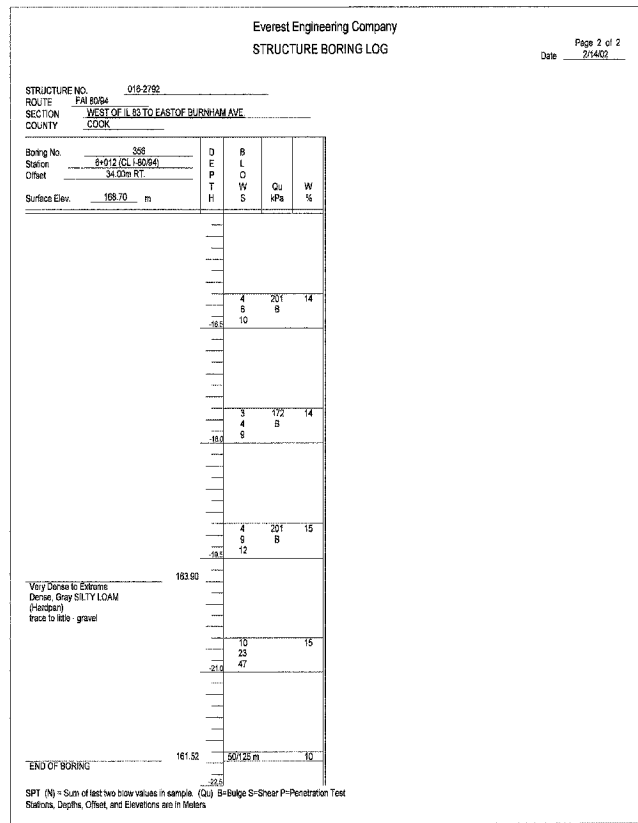 Everest Engineering Company
STRUCTURE BORING LOG
Page 2 of 2
Date 2/14/02
STRUCTURE NO. 016-2792
ROUTE FAI 80/94
SECTION WEST OF IL 83 TO EASTOF BURNHAM AVE.
COUNTY COOK
Boring No. 356
Station 6+012 (CL I-80/94)
Offset 34.00m RT.
Surface Elev. 168.70 m
DEPTH
BLOWS
Qu kPa
W %
4 201 14
6 B
-16.5 10
3 172 14
4 B
-18.0 9
4 201 15
9 B
-19.5 12
163.90
Very Dense to Extreme
Dense, Gray SILTY LOAM
(Hardpan)
trace to little - gravel
10 15
23
-21.0 47
161.52 50/125 m 10
END OF BORING
-22.5
SPT (N) = Sum of last two blow values in sample. (Qu) B=Bulge S=Shear P=Penetration Test
Stations, Depths, Offset, and Elevations are in Meters